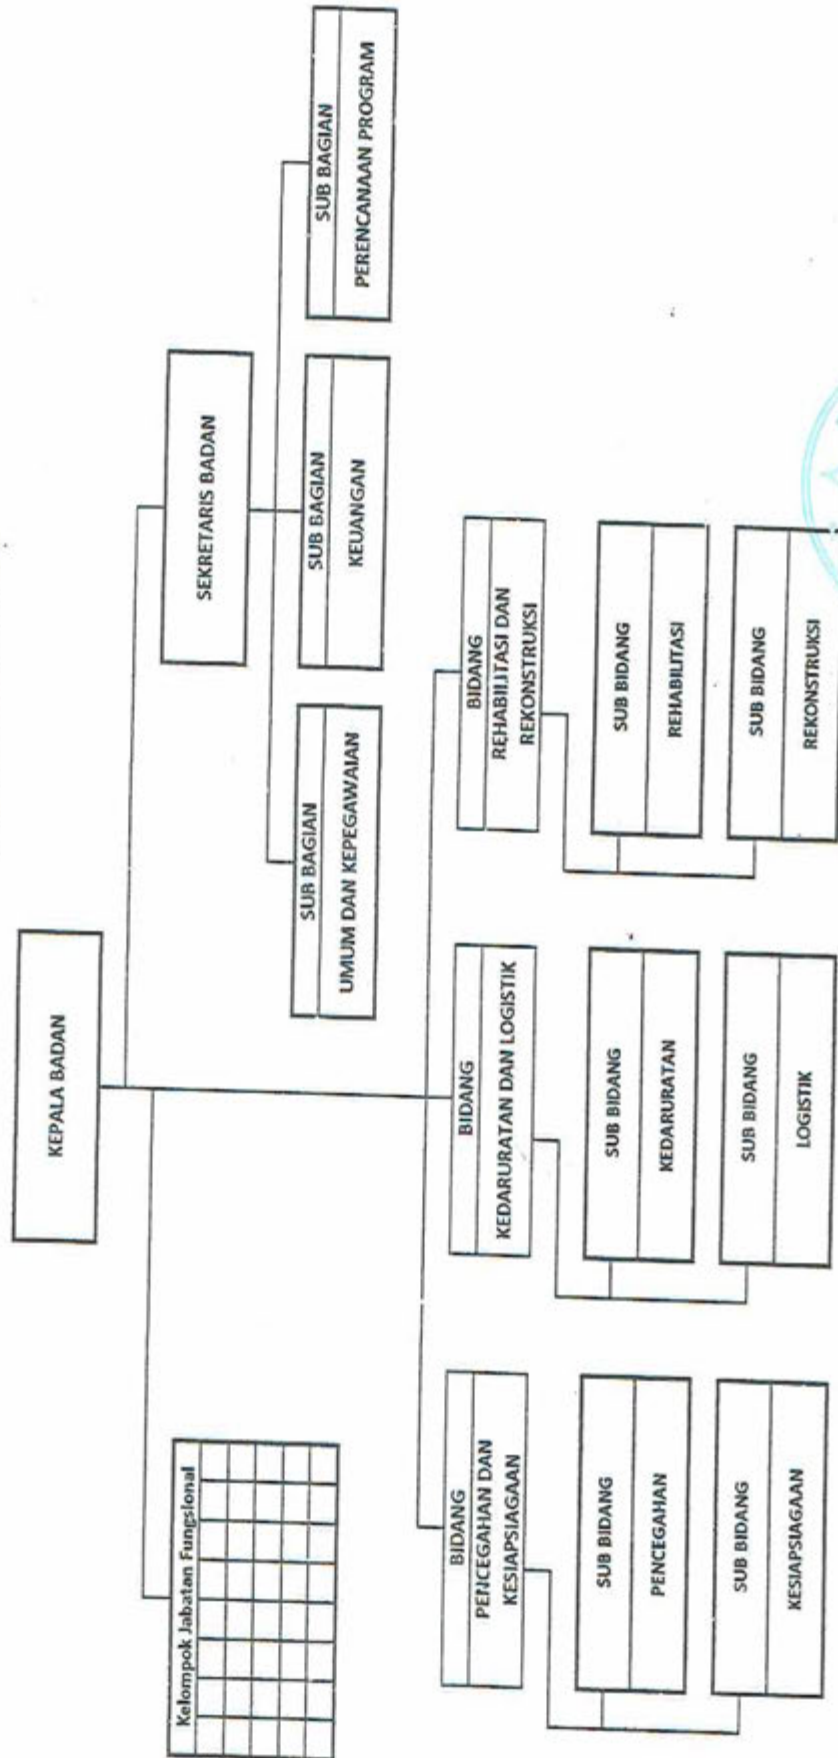 KEPALA BADAN
Kelompok Jabatan Fungsional
SEKRETARIS BADAN
SUB BAGIAN
UMUM DAN KEPEGAWAIAN
SUB BAGIAN
KEUANGAN
SUB BAGIAN
PERENCANAAN PROGRAM
BIDANG
PENCEGAHAN DAN
KESIAPSIAGAAN
SUB BIDANG
PENCEGAHAN
SUB BIDANG
KESIAPSIAGAAN
BIDANG
KEDARURATAN DAN LOGISTIK
SUB BIDANG
KEDARURATAN
SUB BIDANG
LOGISTIK
BIDANG
REHABILITASI DAN
REKONSTRUKSI
SUB BIDANG
REHABILITASI
SUB BIDANG
REKONSTRUKSI